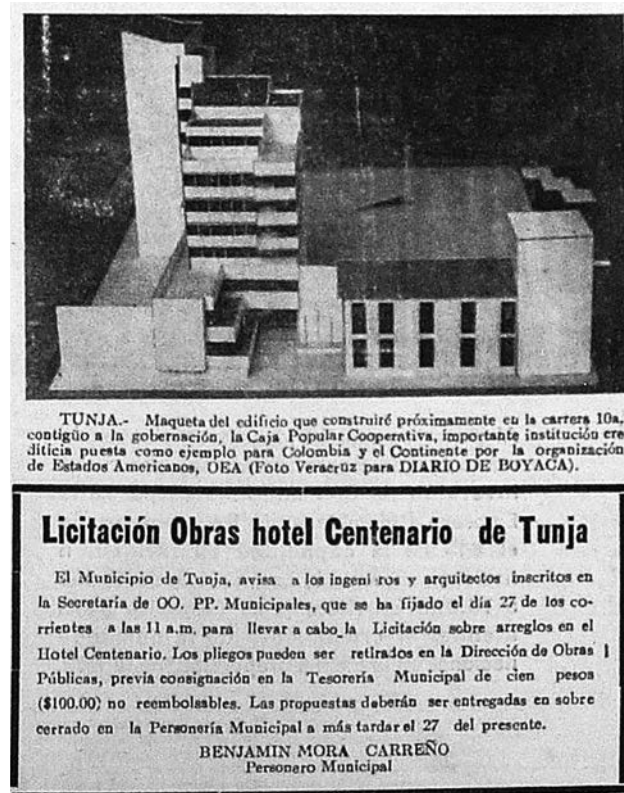 TUNJA.- Maqueta del edificio que construiré próximamente en la carrera 10a,
contigüo a la gobernación, la Caja Popular Cooperativa, importante institución cre
diticia puesta como ejemplo para Colombia y el Continente por la organización
de Estados Americanos, OEA (Foto Veracruz para DIARIO DE BOYACA).
Licitación Obras hotel Centenario de Tunja
El Municipio de Tunja, avisa a los ingeni ros y arquitectos inscritos en
la Secretaría de OO. PP. Municipales, que se ha fijado el día 27 de los co-
rrientes a las 11 a.m. para llevar a cabo la Licitación sobre arreglos en el
Hotel Centenario. Los pliegos pueden ser retirados en la Dirección de Obras
Públicas, previa consignación en la Tesorería Municipal de cien pesos
($100.00) no reembolsables. Las propuestas deberán ser entregadas en sobre
cerrado en la Personería Municipal a más tardar el 27 del presente.
BENJAMIN MORA CARREÑO
Personero Municipal